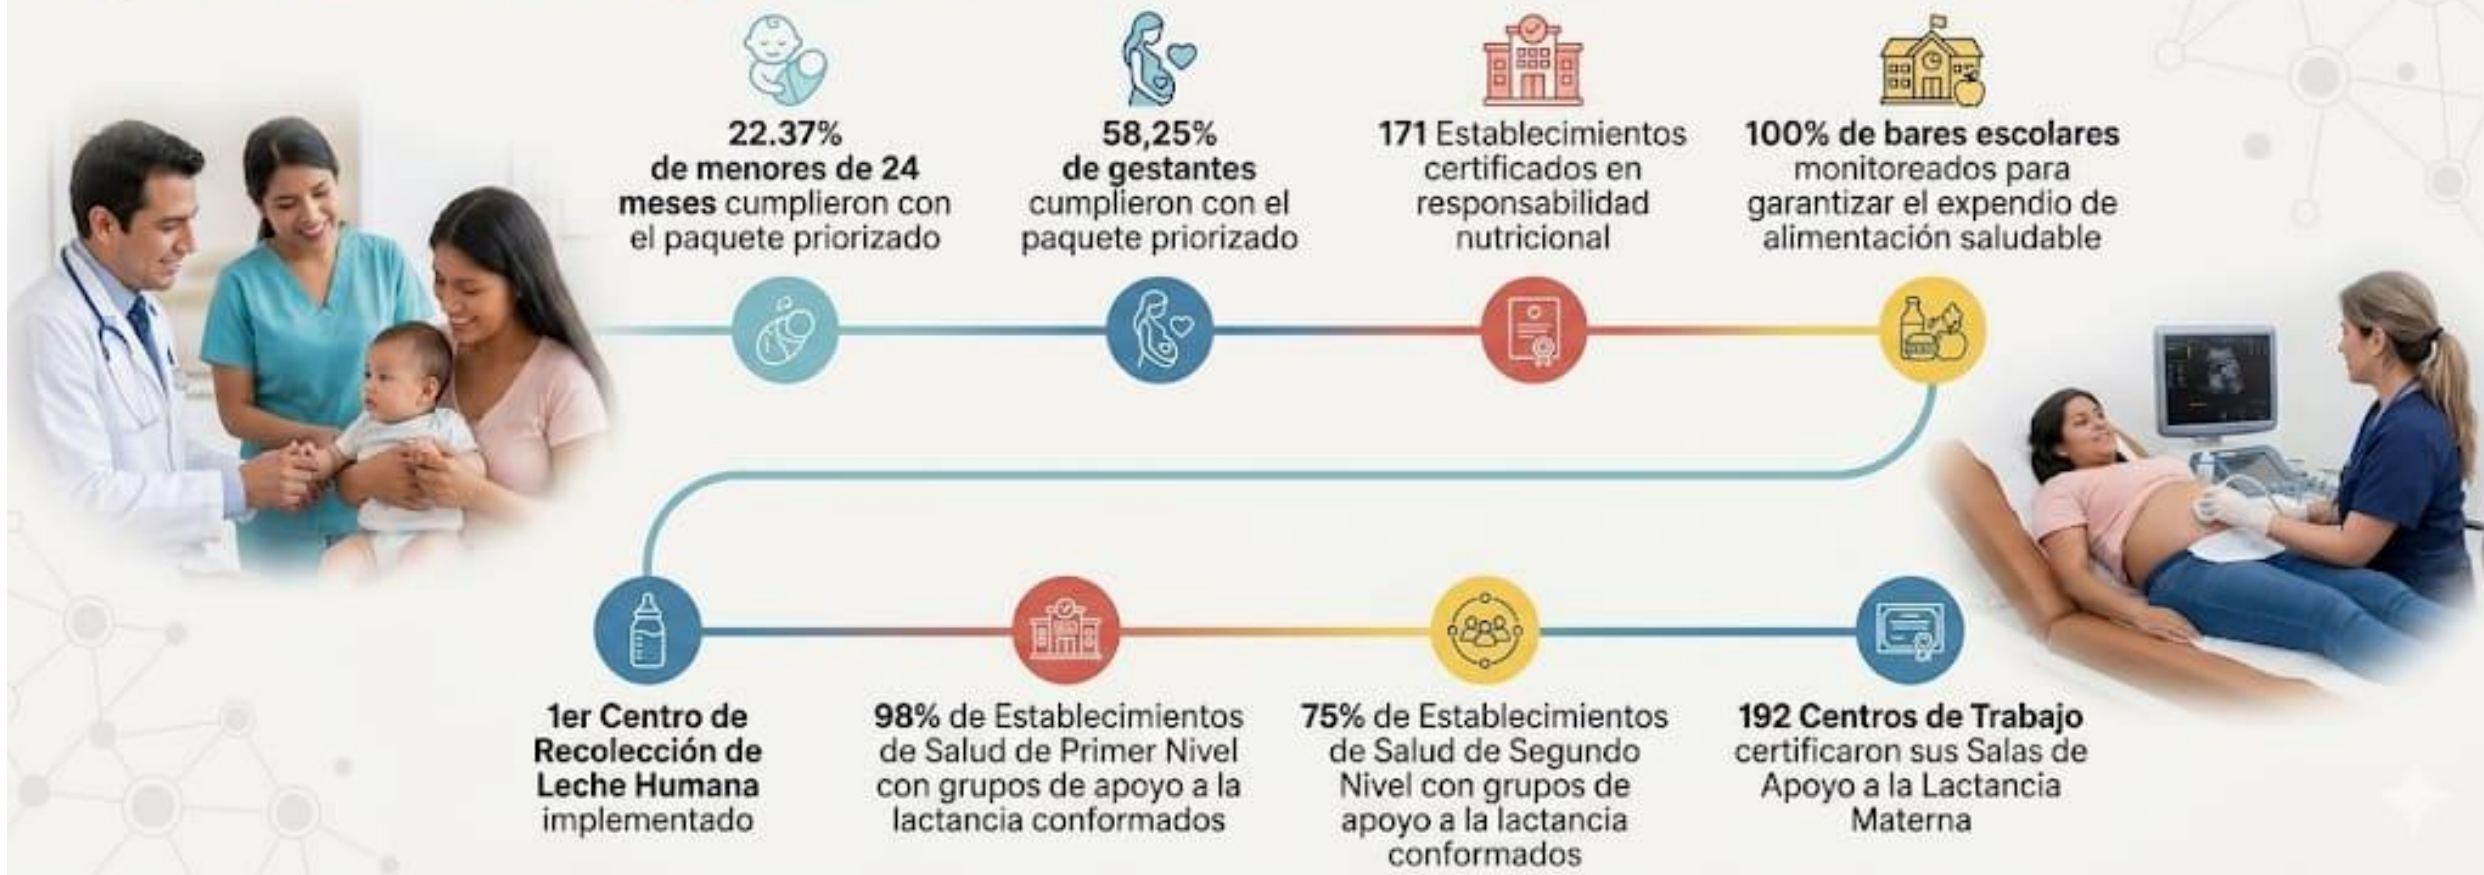 22.37%
de menores de 24
meses cumplieron con
el paquete priorizado
58,25%
de gestantes
cumplieron con el
paquete priorizado
171 Establecimientos
certificados en
responsabilidad
nutricional
100% de bares escolares
monitoreados para
garantizar el expendio de
alimentación saludable
1er Centro de
Recolección de
Leche Humana
implementado
98% de Establecimientos
de Salud de Primer Nivel
con grupos de apoyo a la
lactancia conformados
75% de Establecimientos
de Salud de Segundo
Nivel con grupos de
apoyo a la lactancia
conformados
192 Centros de Trabajo
certificaron sus Salas de
Apoyo a la Lactancia
Materna